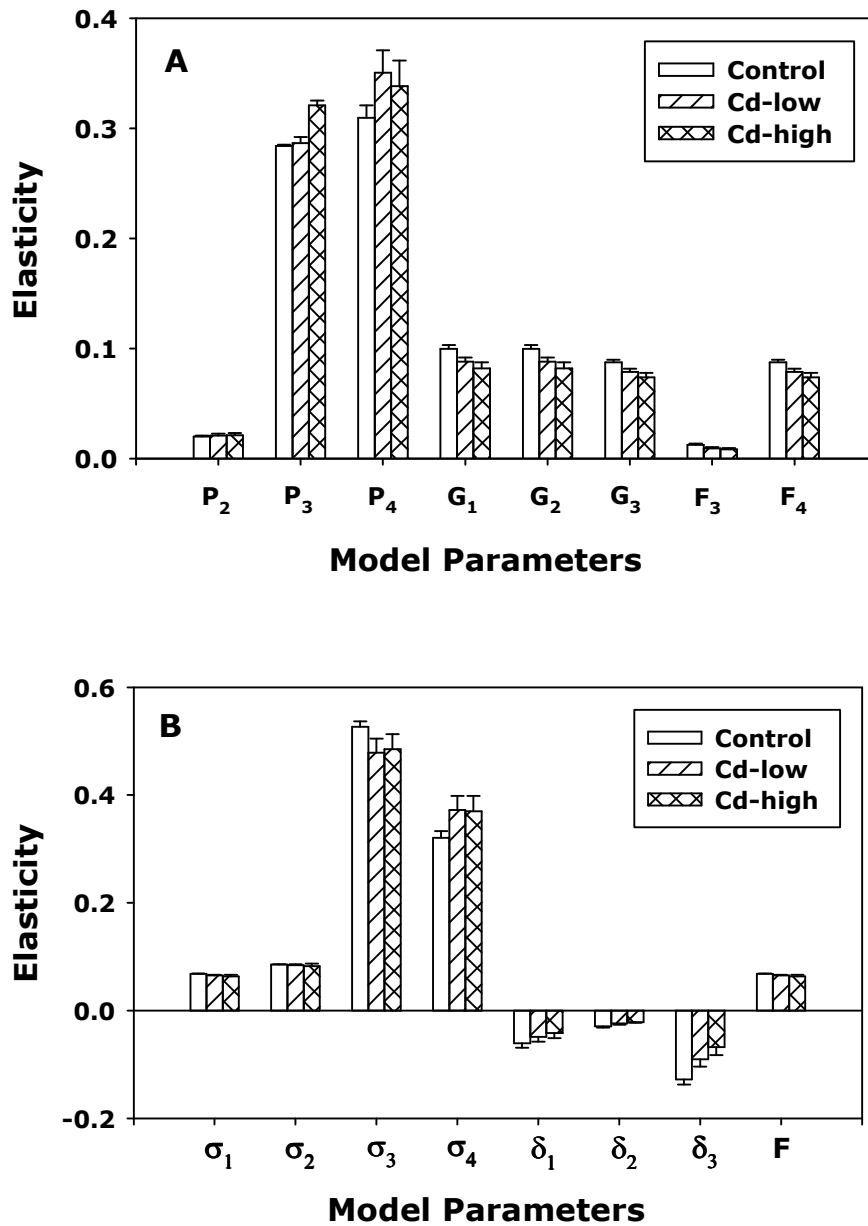 0.4
A
Control
Cd-low
Cd-high
0.3
0.2
0.1
0.0
Elasticity
P₂ P₃ P₄ G₁ G₂ G₃ F₃ F₄
Model Parameters
0.6
B
Control
Cd-low
Cd-high
0.4
0.2
0.0
-0.2
Elasticity
σ₁ σ₂ σ₃ σ₄ δ₁ δ₂ δ₃ F
Model Parameters